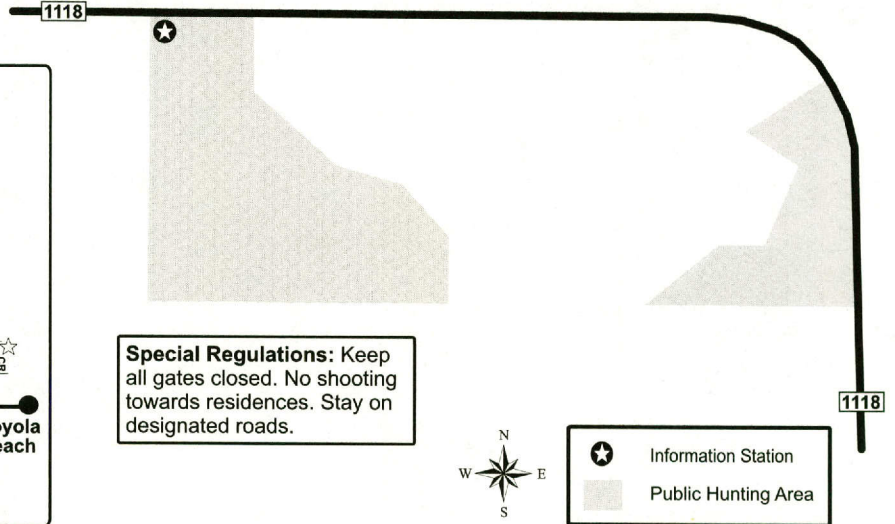 1118
Special Regulations: Keep
all gates closed. No shooting
towards residences. Stay on
designated roads.
1118
N
W E
S
Information Station
Public Hunting Area